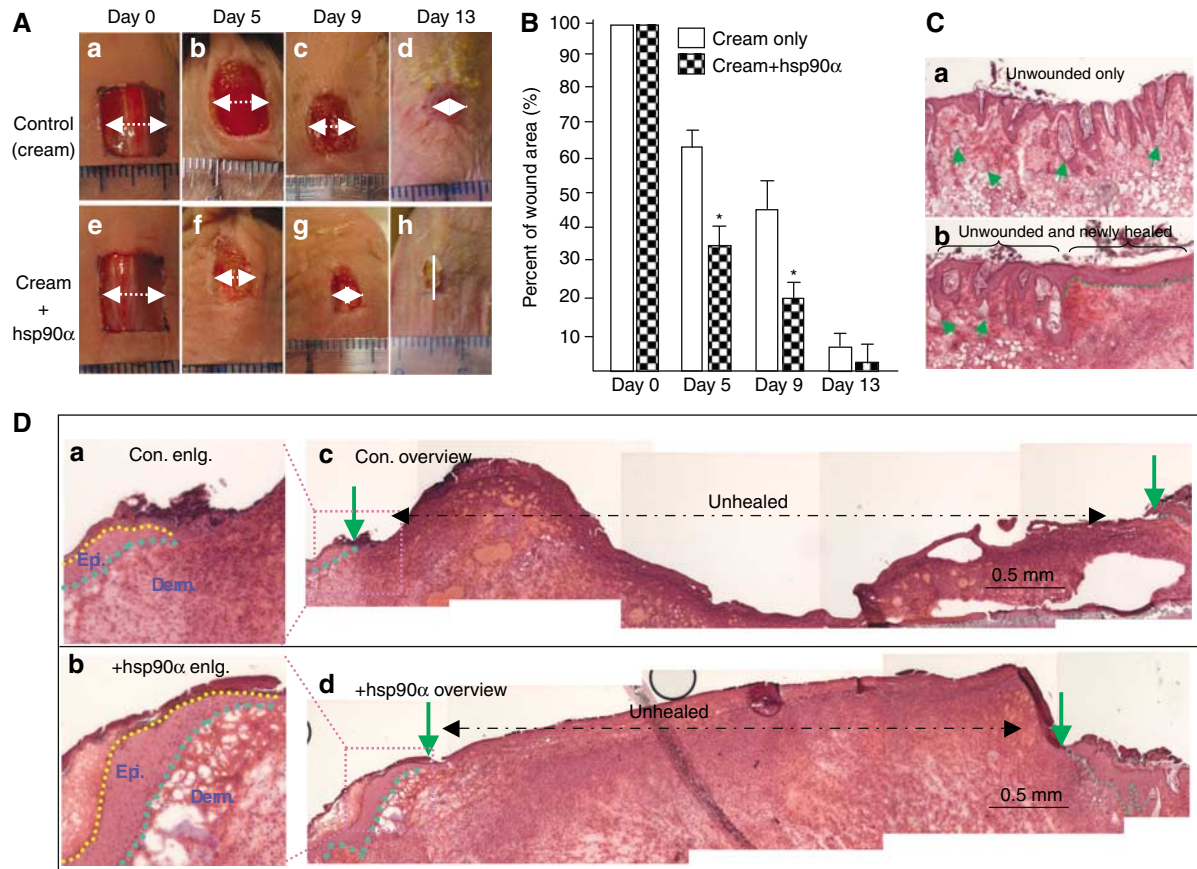 A
Day 0 Day 5 Day 9 Day 13
a b c d
Control
(cream)
e f g h
Cream
+
hsp90α
B
Percent of wound area (%)
100
90
80
70
60
50
40
30
20
10
Cream only
Cream+hsp90α
*
*
Day 0 Day 5 Day 9 Day 13
C
a
Unwounded only
b
Unwounded and newly healed
D
a
Con. enlg.
Epi.
Derm.
c
Con. overview
Unhealed
0.5 mm
b
+hsp90α enlg.
Epi.
Derm.
d
+hsp90α overview
Unhealed
0.5 mm